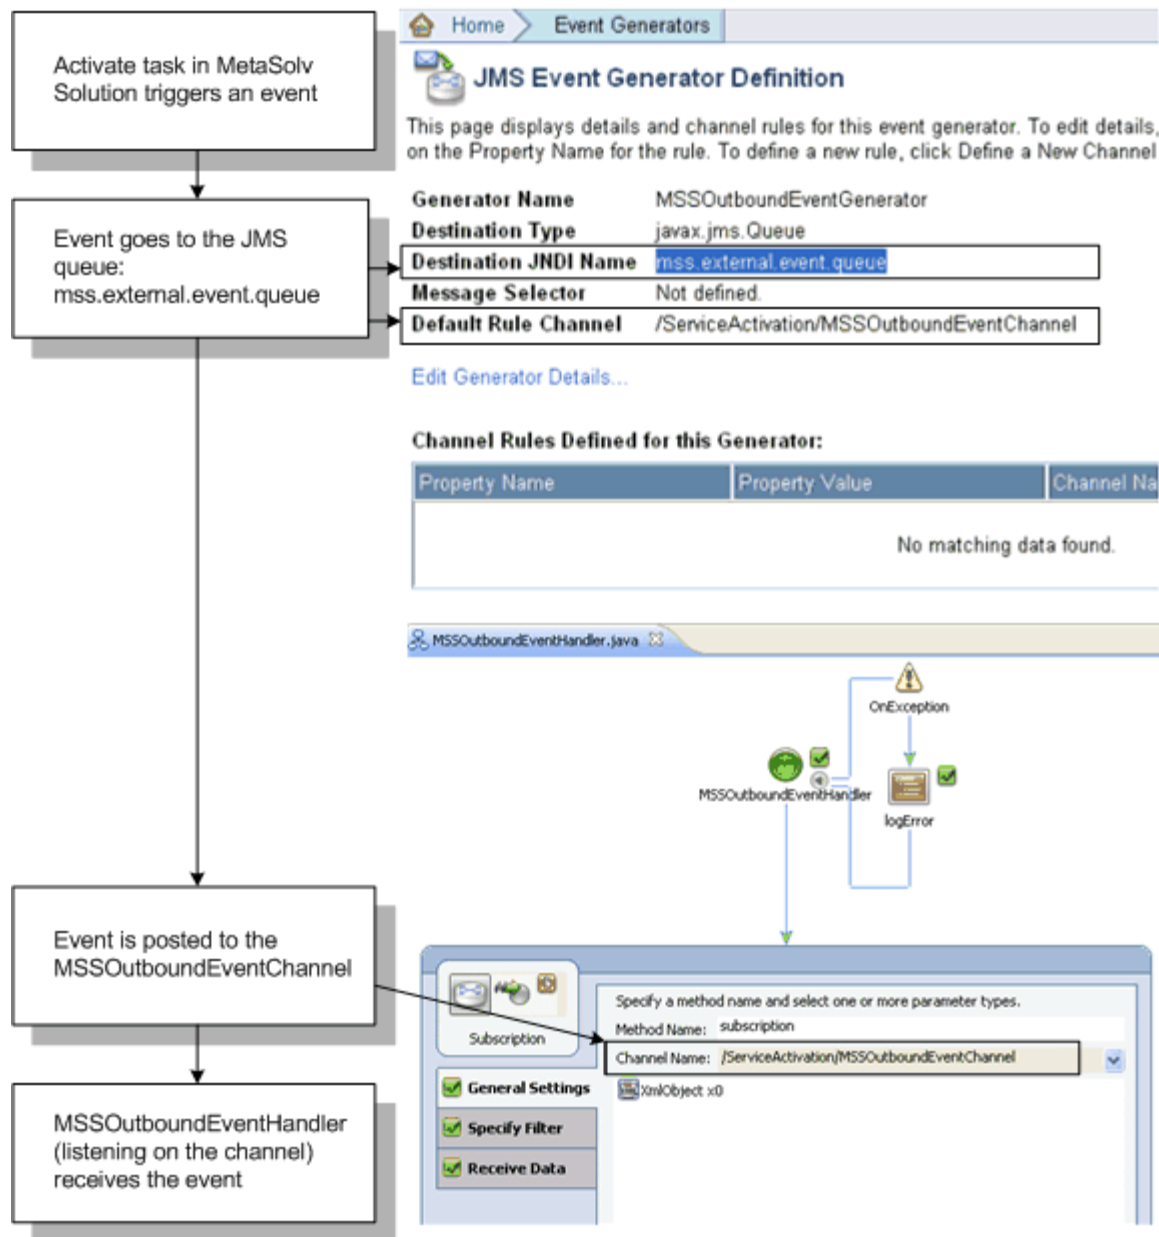 Activate task in MetaSolv
Solution triggers an event
Event goes to the JMS
queue:
mss.external.event.queue
Event is posted to the
MSSOutboundEventChannel
MSSOutboundEventHandler
(listening on the channel)
receives the event
Home
Event Generators
JMS Event Generator Definition
This page displays details and channel rules for this event generator. To edit details,
on the Property Name for the rule. To define a new rule, click Define a New Channel
Generator Name MSSOutboundEventGenerator
Destination Type javax.jms.Queue
Destination JNDI Name mss.external.event.queue
Message Selector Not defined.
Default Rule Channel /ServiceActivation/MSSOutboundEventChannel
Edit Generator Details...
Channel Rules Defined for this Generator:
Property Name Property Value Channel Na
No matching data found.
MSSOutboundEventHandler.java
OnException
MSSOutboundEventHandler
logError
Subscription
General Settings
Specify Filter
Receive Data
Specify a method name and select one or more parameter types.
Method Name: subscription
Channel Name: /ServiceActivation/MSSOutboundEventChannel
XmlObject x0